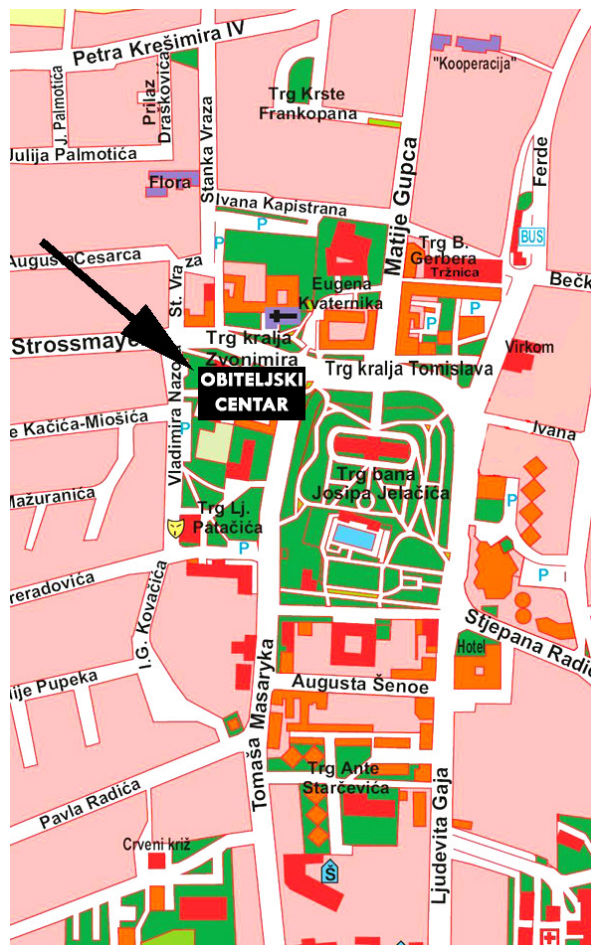 Petra Krešimira IV
"Kooperacija"
J. Palmotića
Prilaz
Draškovića
Trg Krste
Frankopana
Stanka Vraza
Ferde
Julija Palmotića
Flora
Matije Gupca
Ivana Kapistrana
P
P
BUS
Trg B.
Gerbera
Tržnica
Augusta Cesarca
St. Vraza
Eugena
Kvaternika
Bečk
P
P
Trg kralja
Zvonimira
Strossmaye
Virkom
Trg kralja Tomislava
OBITELJSKI
CENTAR
Vladimira Nazo
e Kačića-Miošića
P
Ivana
Trg bana
Josipa Jelačića
Mažuranića
Trg Lj.
Patačića
P
P
P
reradovića
I.G. Kovačića
Stjepana Radi
Hotel
Tomaša Masaryka
Augusta Šenoe
ije Pupeka
Trg Ante
Starčevića
Pavla Radića
Ljudevita Gaja
Crveni križ
Š